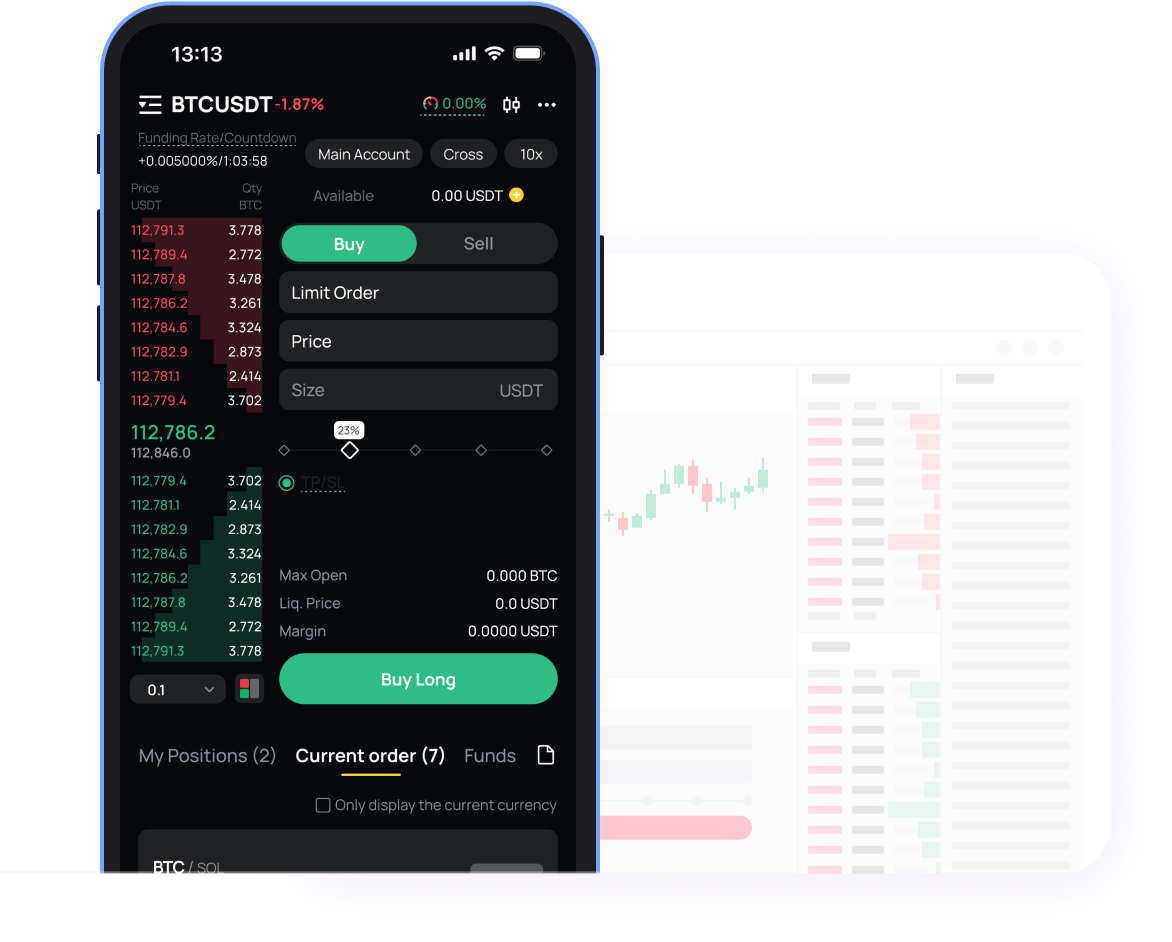 13:13
BTCUSDT -1.87% 0.00%
Funding Rate/Countdown
+0.005000%/1:03:58
Main Account Cross 10x
Price Qty
USDT BTC
Available 0.00 USDT
112,791.3 3.778
112,789.4 2.772
112,787.8 3.478
112,786.2 3.261
112,784.6 3.324
112,782.9 2.873
112.781.1 2.414
112,779.4 3.702
Buy Sell
Limit Order
Price
Size USDT
112,786.2
112,846.0
23%
112,779.4 3.702
112,781.1 2.414
112,782.9 2.873
112,784.6 3.324
112,786.2 3.261
112,787.8 3.478
112,789.4 2.772
112,791.3 3.778
TP/SL
Max Open 0.000 BTC
Liq. Price 0.0 USDT
Margin 0.0000 USDT
0.1
Buy Long
My Positions (2) Current order (7) Funds
Only display the current currency
BTC / SOL